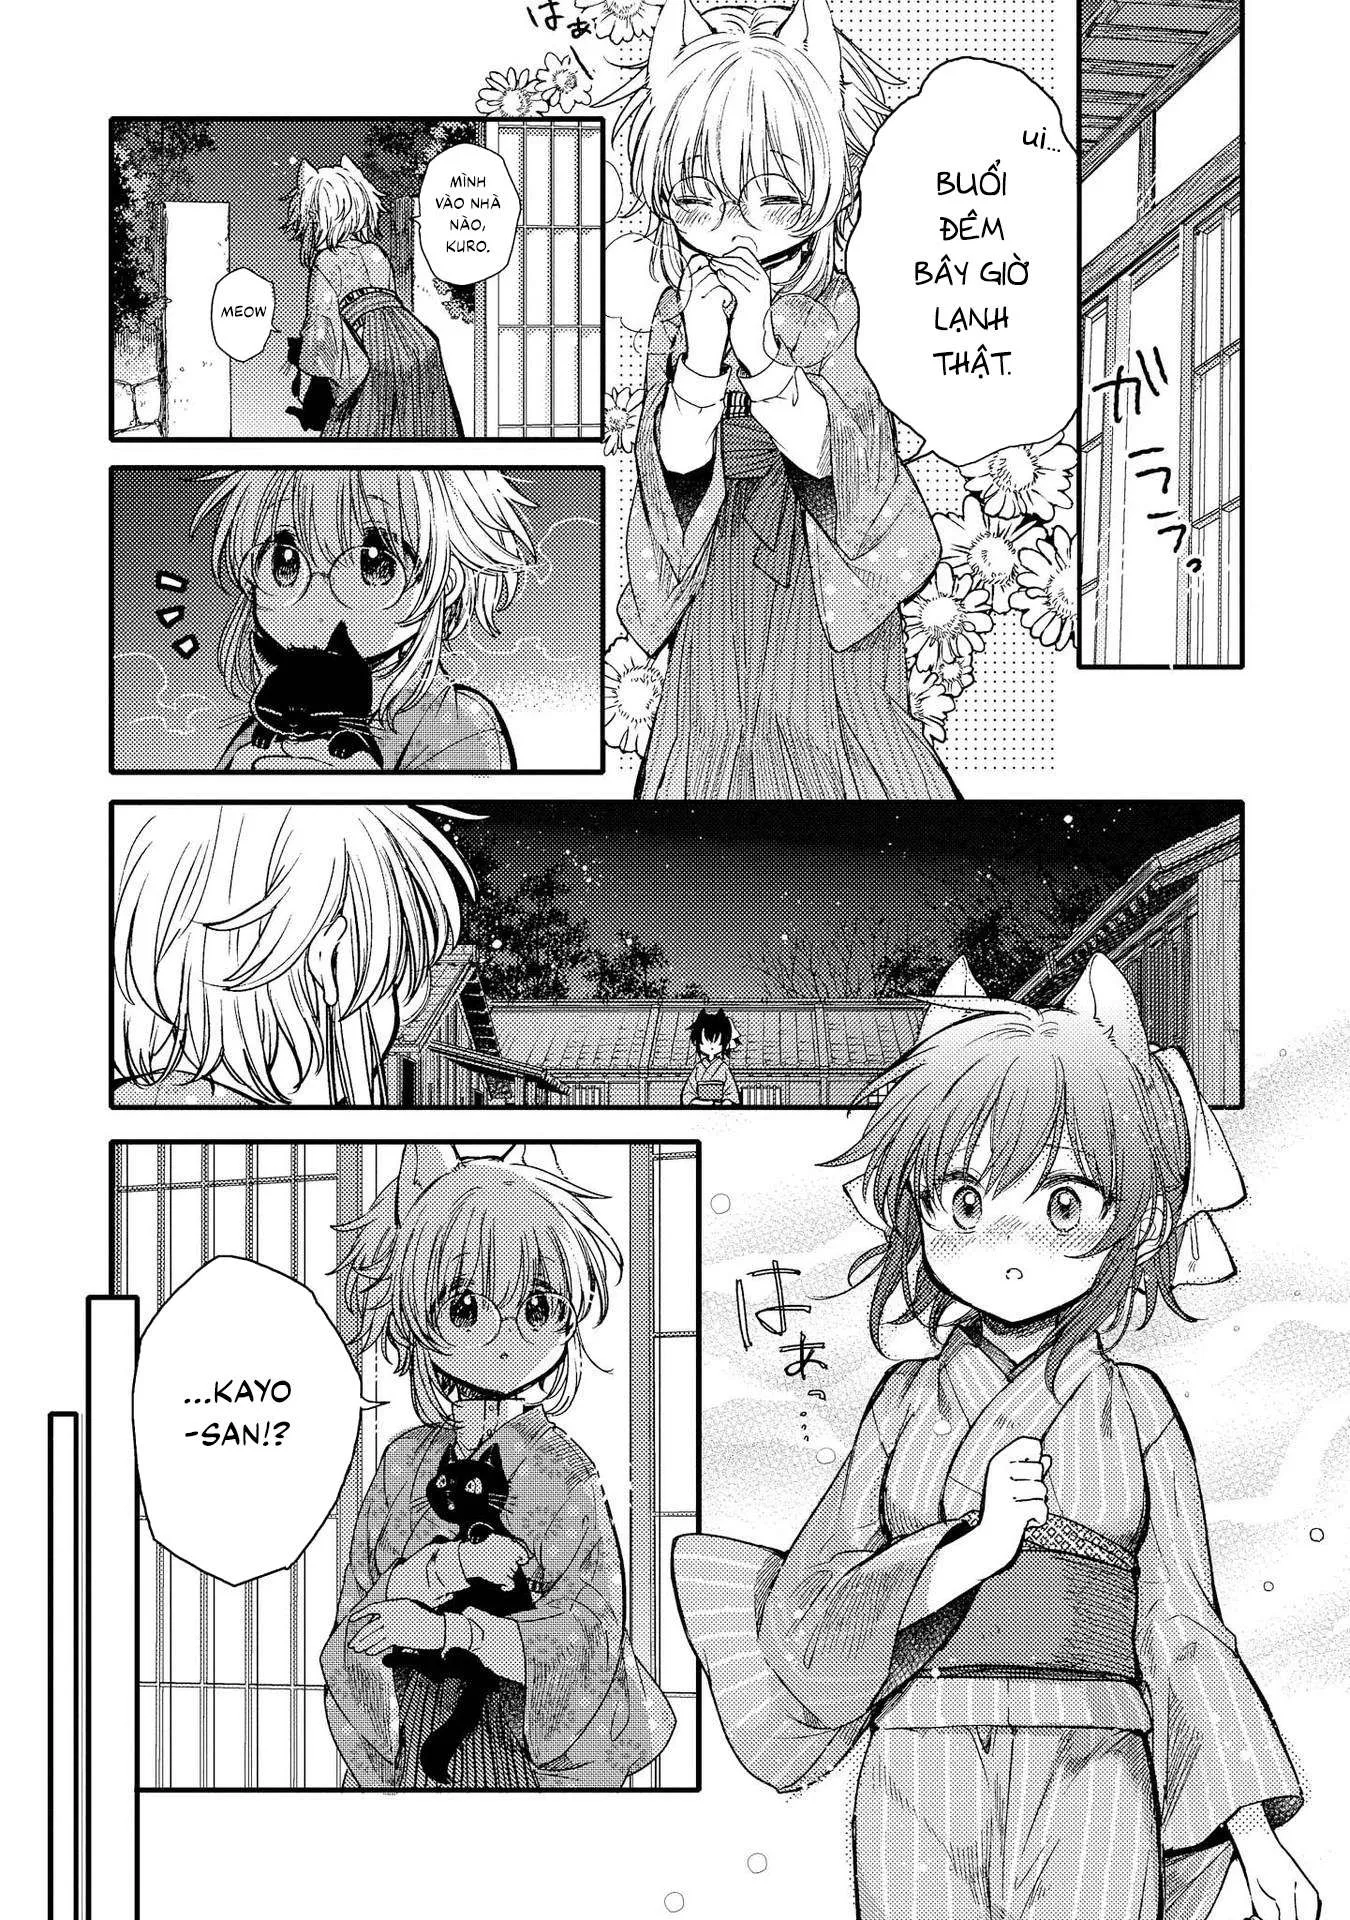 ガラララ。
ui...
BUỔI
ĐÊM
BÂY GIỜ
LẠNH
THẬT.
はぁ
MÌNH
VÀO NHÀ
NÀO,
KURO.
MEOW
はぁっ…
...KAYO
-SAN!?